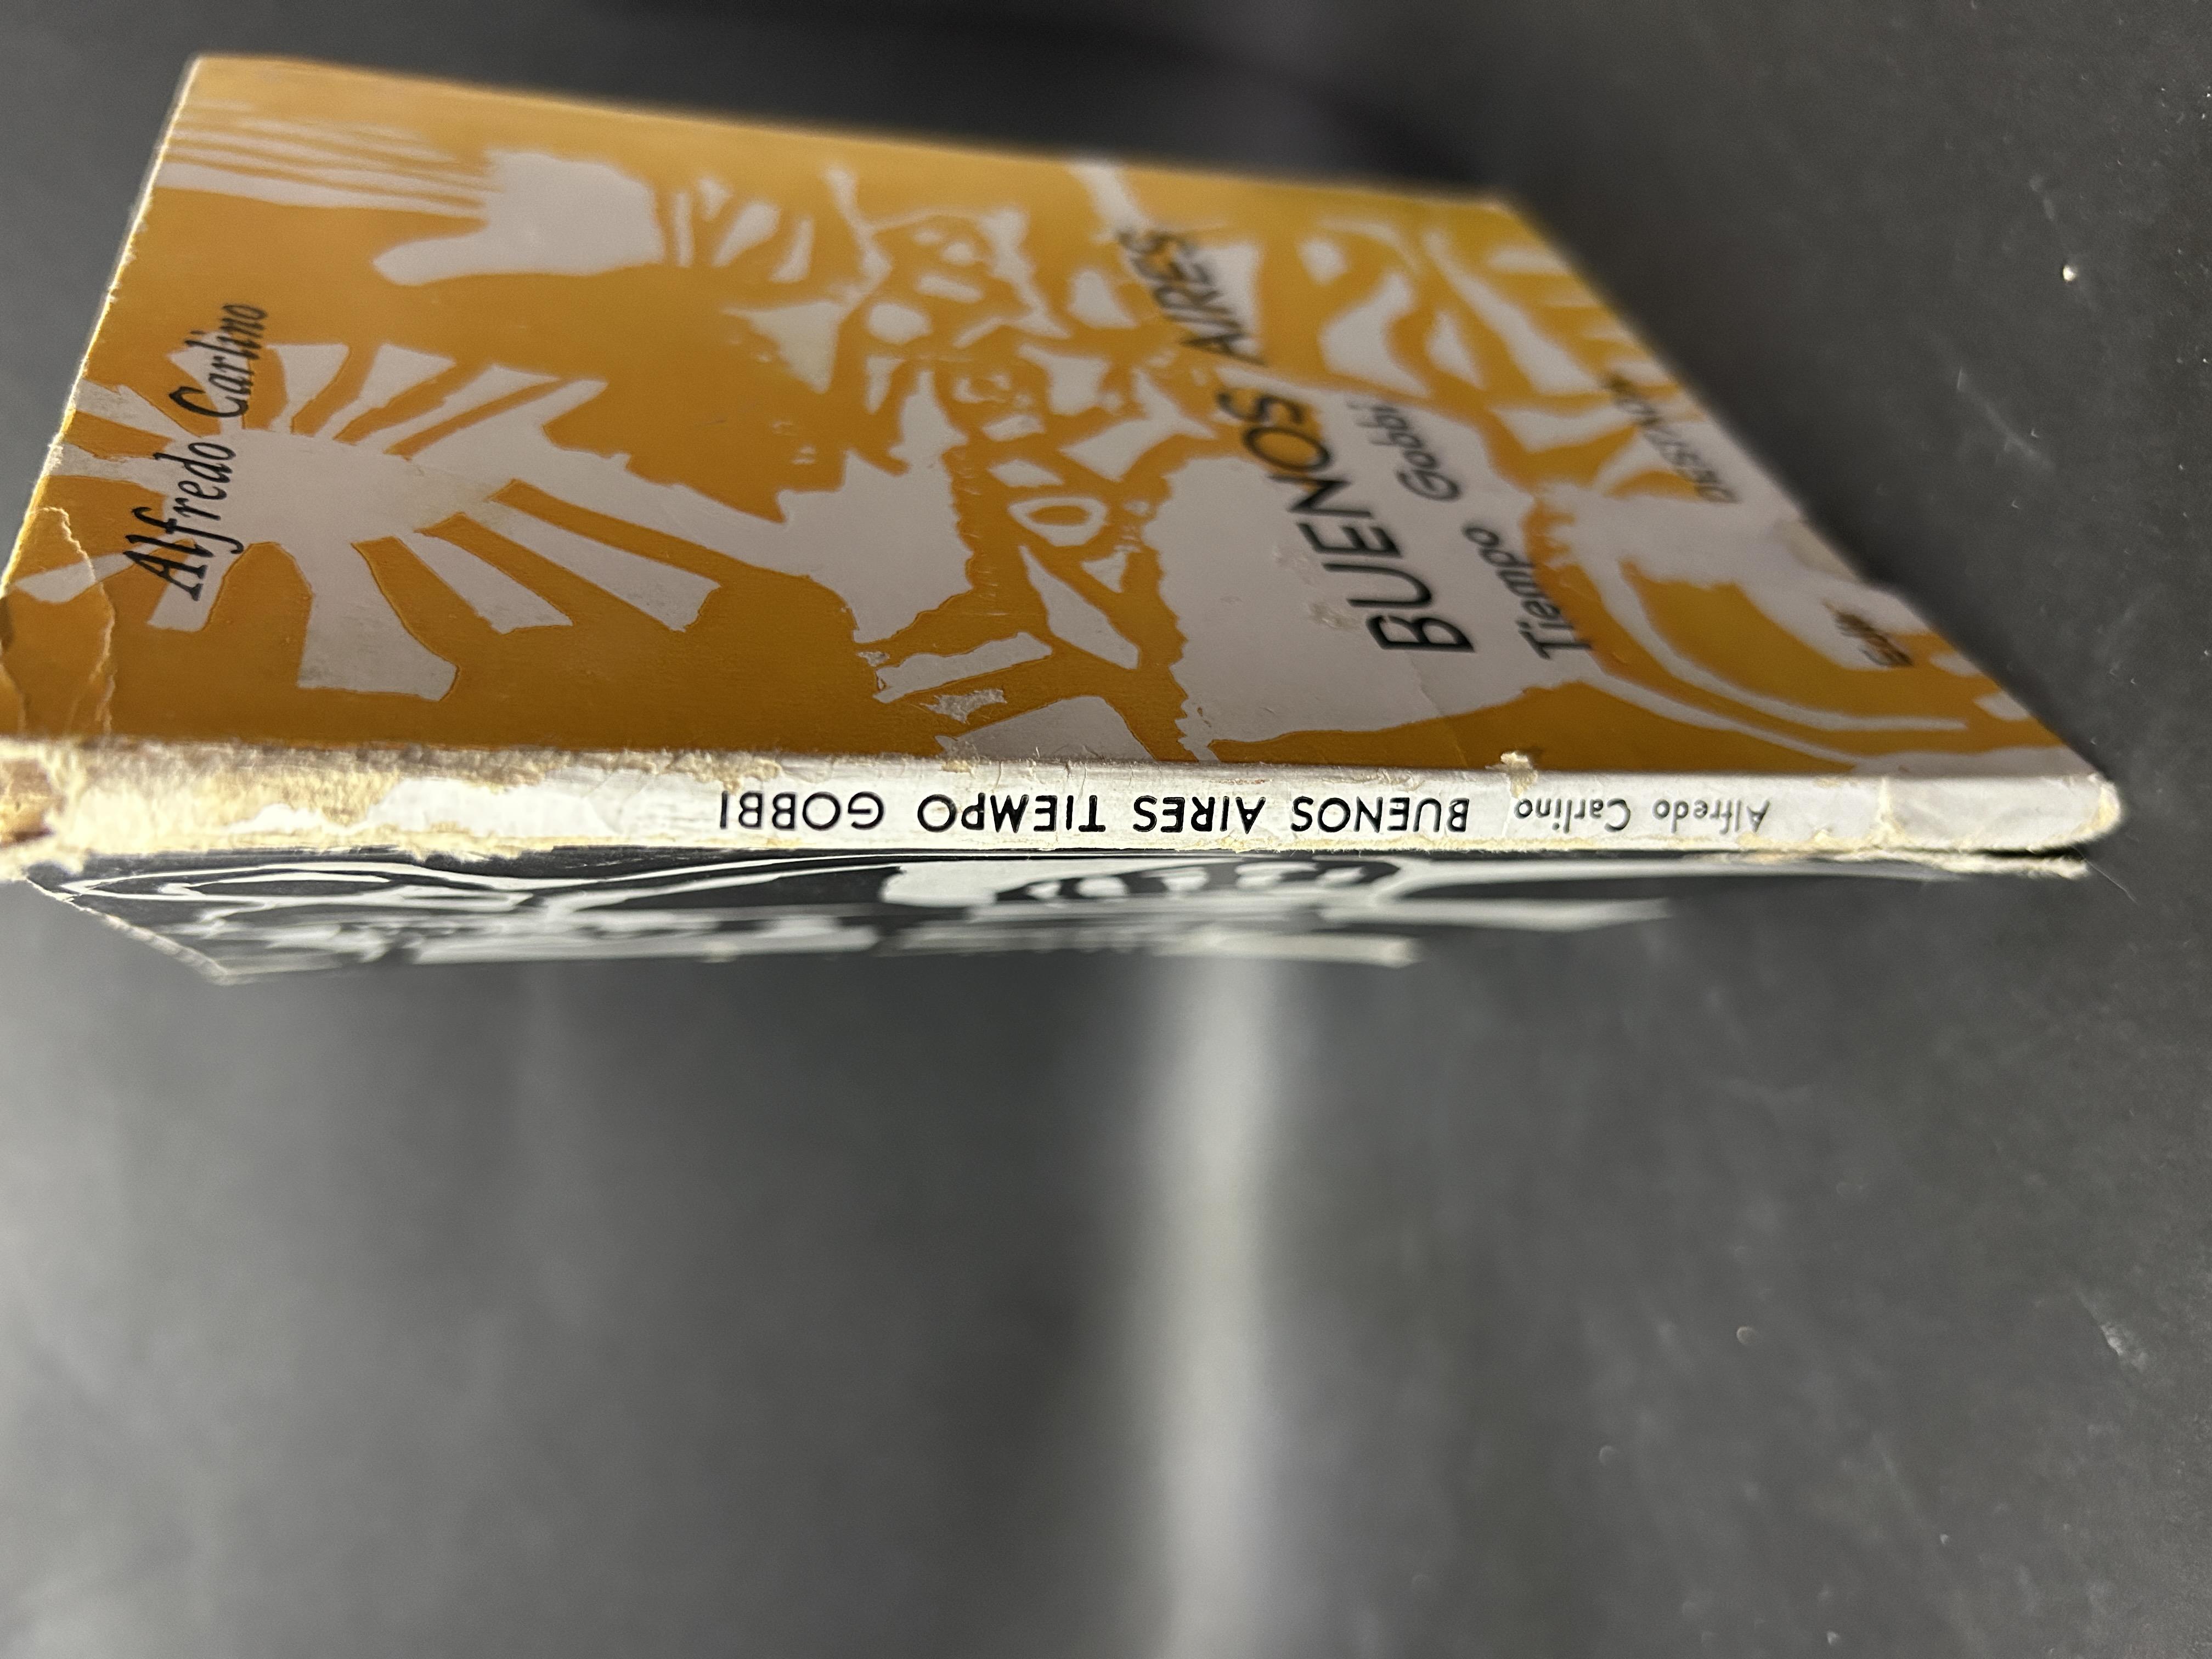 Alfredo Carlino
BUENOS AIRES
Tiempo Gobbi
Alfredo Carlino BUENOS AIRES TIEMPO GOBBI